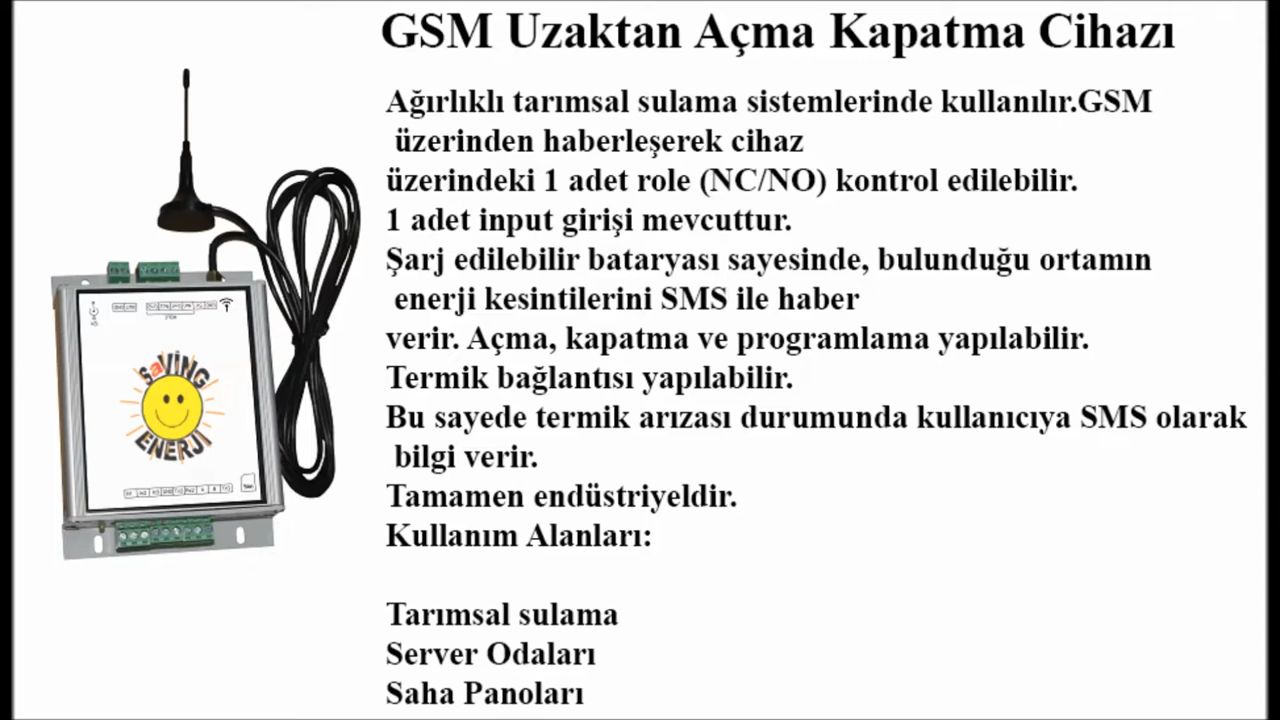 GSM Uzaktan Açma Kapatma Cihazı
Ağırlıklı tarımsal sulama sistemlerinde kullanılır.GSM
üzerinden haberleşerek cihaz
üzerindeki 1 adet role (NC/NO) kontrol edilebilir.
1 adet input girişi mevcuttur.
Şarj edilebilir bataryası sayesinde, bulunduğu ortamın
enerji kesintilerini SMS ile haber
verir. Açma, kapatma ve programlama yapılabilir.
Termik bağlantısı yapılabilir.
Bu sayede termik arızası durumunda kullanıcıya SMS olarak
bilgi verir.
Tamamen endüstriyeldir.
Kullanım Alanları:
Tarımsal sulama
Server Odaları
Saha Panoları
SaVİNG
ENERJİ